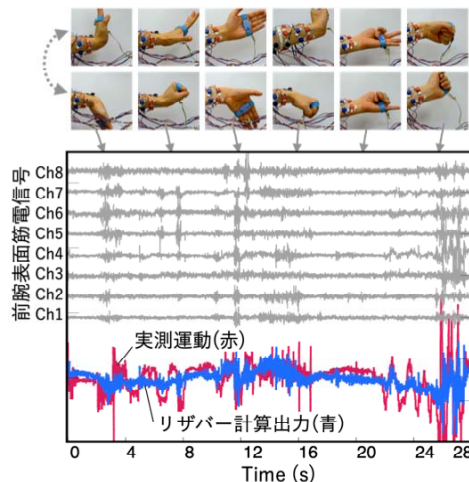 前腕表面筋電信号
Ch8
Ch7
Ch6
Ch5
Ch4
Ch3
Ch2
Ch1
実測運動(赤)
リザバー計算出力(青)
0 4 8 12 16 20 24 28
Time (s)